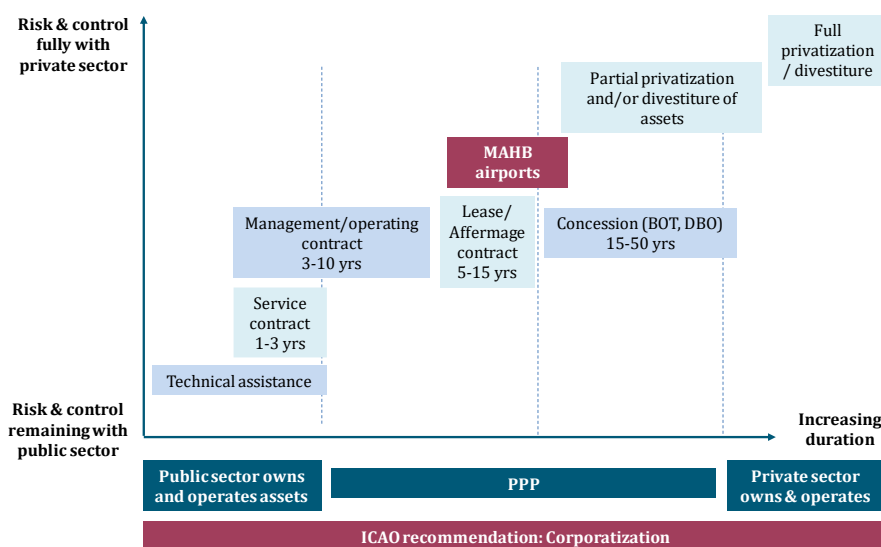 Risk & control
fully with
private sector
Full
privatization
/ divestiture
Partial privatization
and/or divestiture of
assets
MAHB
airports
Management/operating
contract
3-10 yrs
Lease/
Affermage
contract
5-15 yrs
Concession (BOT, DBO)
15-50 yrs
Service
contract
1-3 yrs
Technical assistance
Risk & control
remaining with
public sector
Increasing
duration
Public sector owns
and operates assets
PPP
Private sector
owns & operates
ICAO recommendation: Corporatization